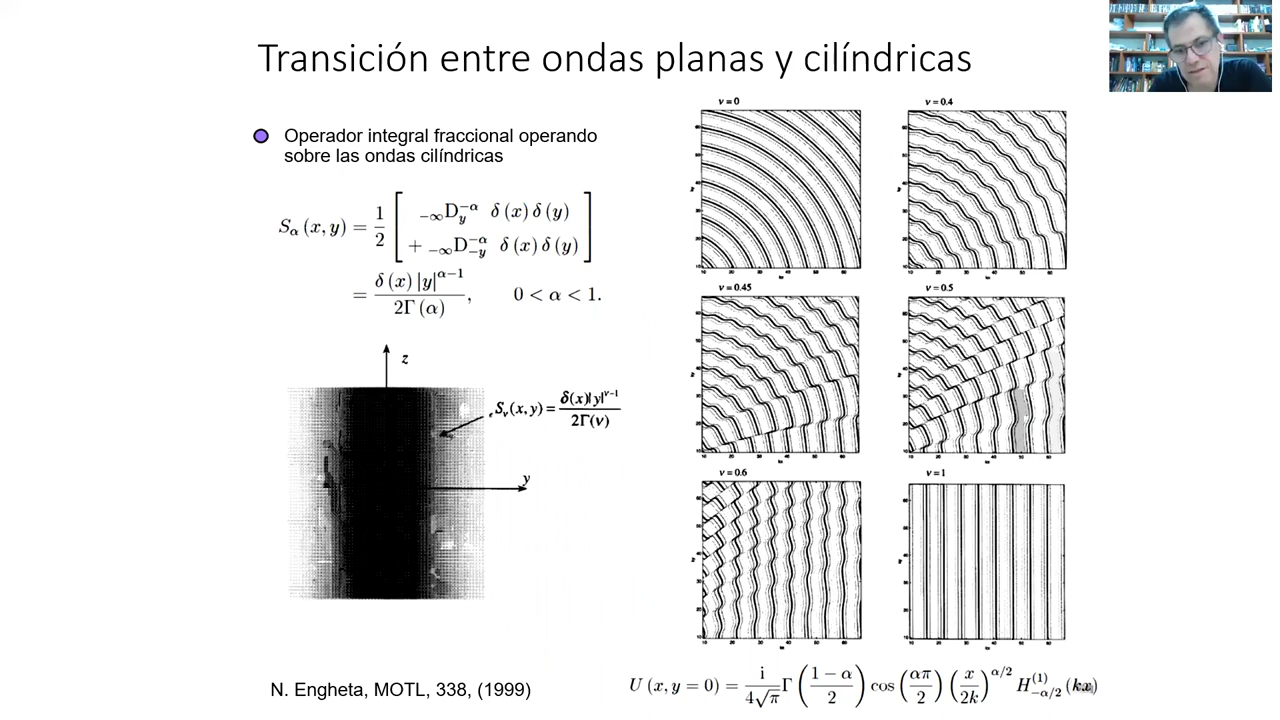 Transición entre ondas planas y cilíndricas
Operador integral fraccional operando
sobre las ondas cilíndricas
S_α (x, y) = 1/2 [ _{-∞}D_y^{-α} δ (x) δ (y)
+ _{-∞}D_{-y}^{-α} δ (x) δ (y) ]
= δ (x) |y|^{α-1} / 2Γ (α) , 0 < α < 1.
z
S_ν(x, y) = δ(x)|y|^{ν-1} / 2Γ(ν)
y
N. Engheta, MOTL, 338, (1999)
ν = 0
ν = 0.4
ν = 0.45
ν = 0.5
ν = 0.6
ν = 1
U (x, y = 0) = i / 4√π Γ ( 1 − α / 2 ) cos ( απ / 2 ) ( x / 2k )^{α/2} H_{-α/2}^{(1)} (kx)